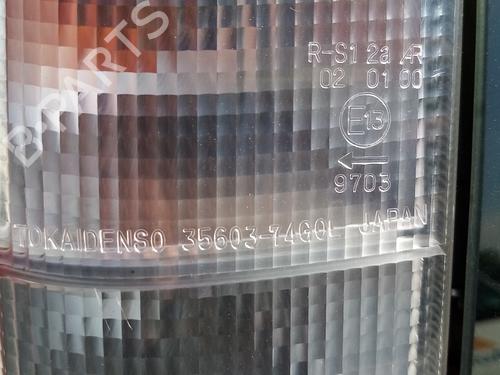 B-PARTS
R-S1 2a AR
02 01 00
E13
9703
TOKAIDENSO 35603-74G0L JAPAN